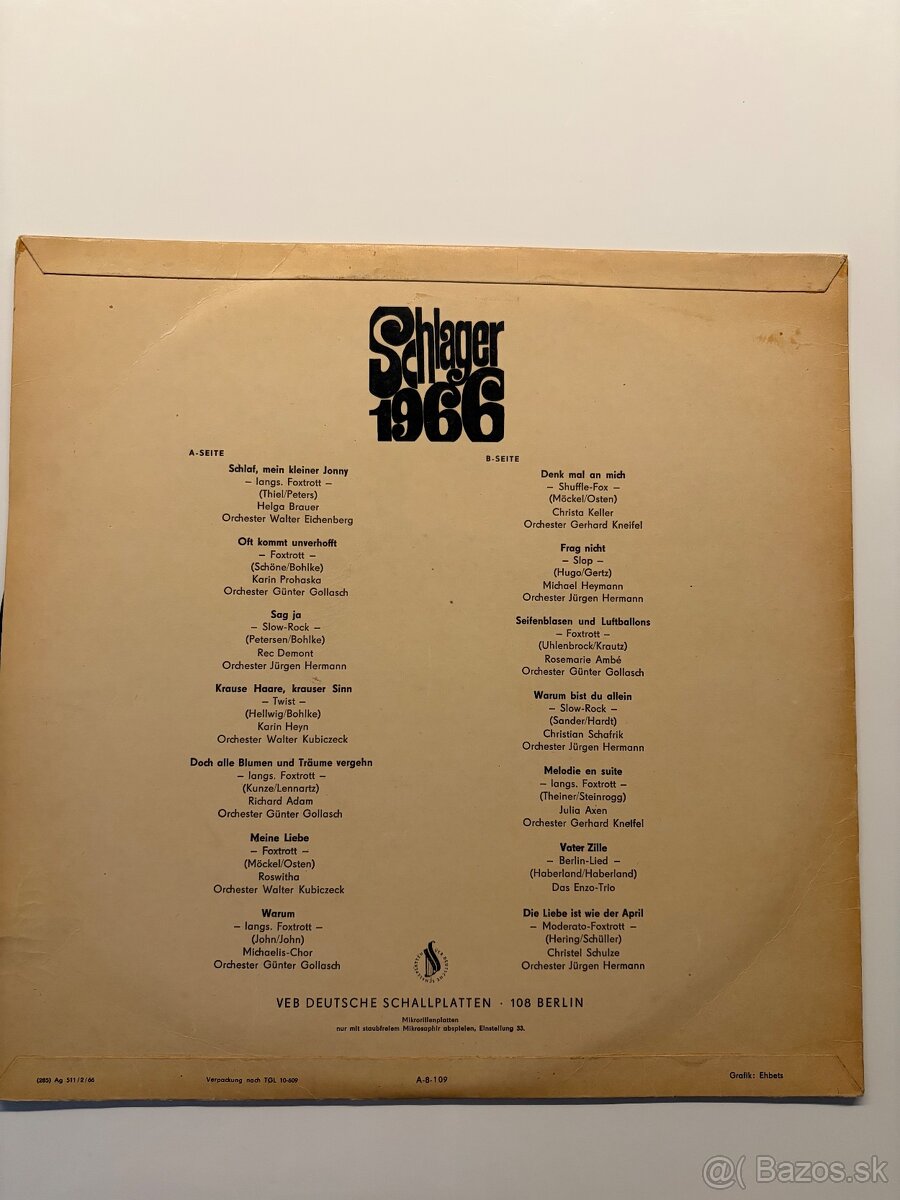 Schlager
1966
A-SEITE
Schlaf, mein kleiner Jonny
– langs. Foxtrott –
(Thiel/Peters)
Helga Brauer
Orchester Walter Eichenberg
Oft kommt unverhofft
– Foxtrott –
(Schöne/Bohlke)
Karin Prohaska
Orchester Günter Gollasch
Sag ja
– Slow-Rock –
(Petersen/Bohlke)
Rec Demont
Orchester Jürgen Hermann
Krause Haare, krauser Sinn
– Twist –
(Hellwig/Bohlke)
Karin Heyn
Orchester Walter Kubiczeck
Doch alle Blumen und Träume vergehn
– langs. Foxtrott –
(Kunze/Lennartz)
Richard Adam
Orchester Günter Gollasch
Meine Liebe
– Foxtrott –
(Möckel/Osten)
Roswitha
Orchester Walter Kubiczeck
Warum
– langs. Foxtrott –
(John/John)
Michaelis-Chor
Orchester Günter Gollasch
B-SEITE
Denk mal an mich
– Shuffle-Fox –
(Möckel/Osten)
Christa Keller
Orchester Gerhard Kneifel
Frag nicht
– Slop –
(Hugo/Gertz)
Michael Heymann
Orchester Jürgen Hermann
Seifenblasen und Luftballons
– Foxtrott –
(Uhlenbrock/Krautz)
Rosemarie Ambé
Orchester Günter Gollasch
Warum bist du allein
– Slow-Rock –
(Sander/Hardt)
Christian Schafrik
Orchester Jürgen Hermann
Melodie en suite
– langs. Foxtrott –
(Theiner/Steinrogg)
Julia Axen
Orchester Gerhard Kneifel
Vater Zille
– Berlin-Lied –
(Haberland/Haberland)
Das Enzo-Trio
Die Liebe ist wie der April
– Moderato-Foxtrott –
(Hering/Schüller)
Christel Schulze
Orchester Jürgen Hermann
VEB DEUTSCHE SCHALLPLATTEN
VEB DEUTSCHE SCHALLPLATTEN · 108 BERLIN
Mikrorillenplatten
nur mit staubfreiem Mikrosaphir abspielen, Einstellung 33.
(285) Ag 511/2/66
Verpackung nach TGL 10-609
A-8-109
Grafik: Ehbets
@( Bazos.sk